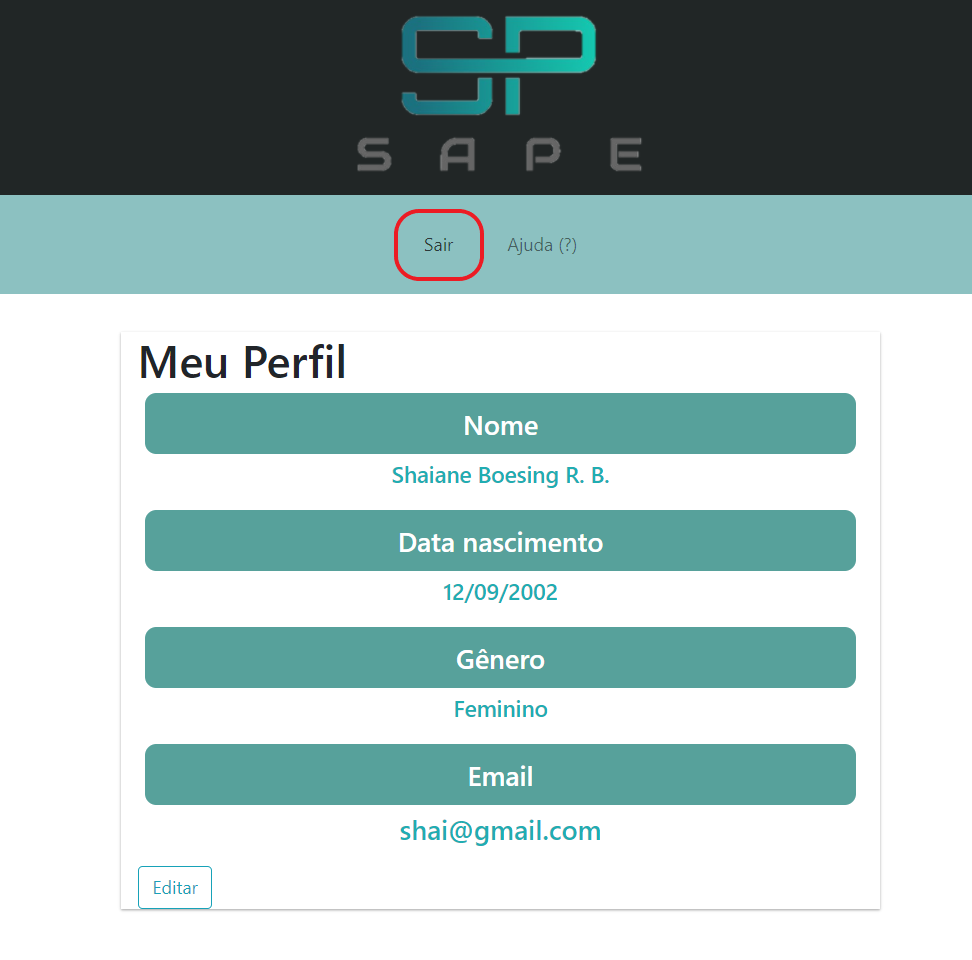 SP
SAPE
Sair Ajuda (?)
Meu Perfil
Nome
Shaiane Boesing R. B.
Data nascimento
12/09/2002
Gênero
Feminino
Email
shai@gmail.com
Editar